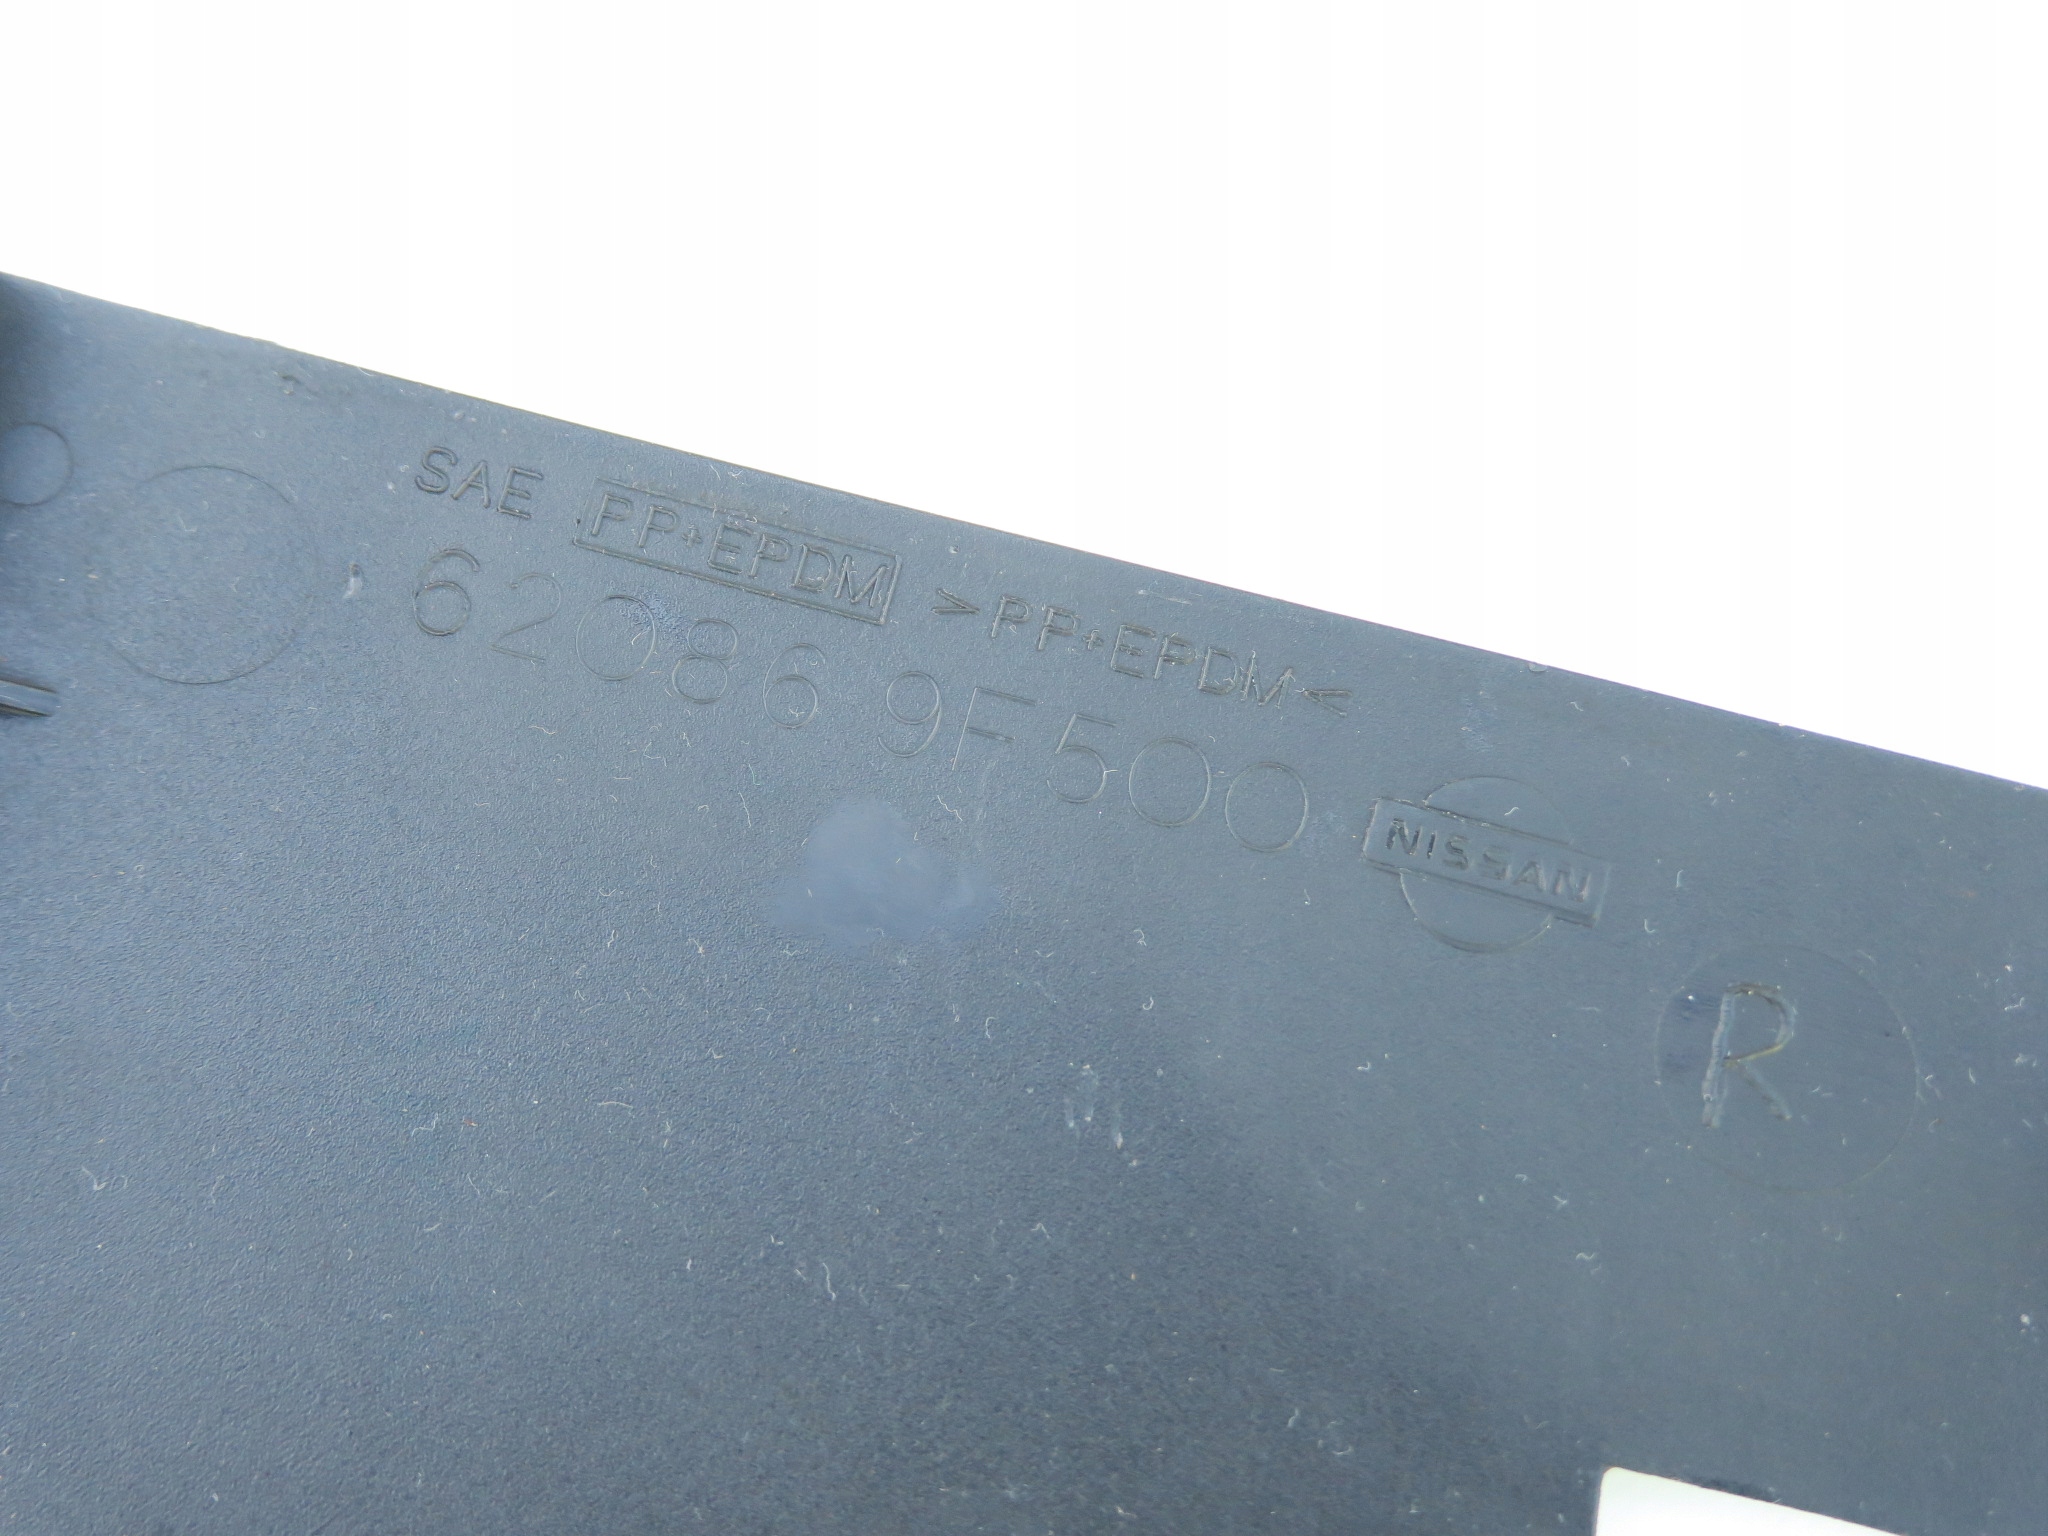 SAE PP+EPDM >PP+EPDM<
62086 9F500
NISSAN
R